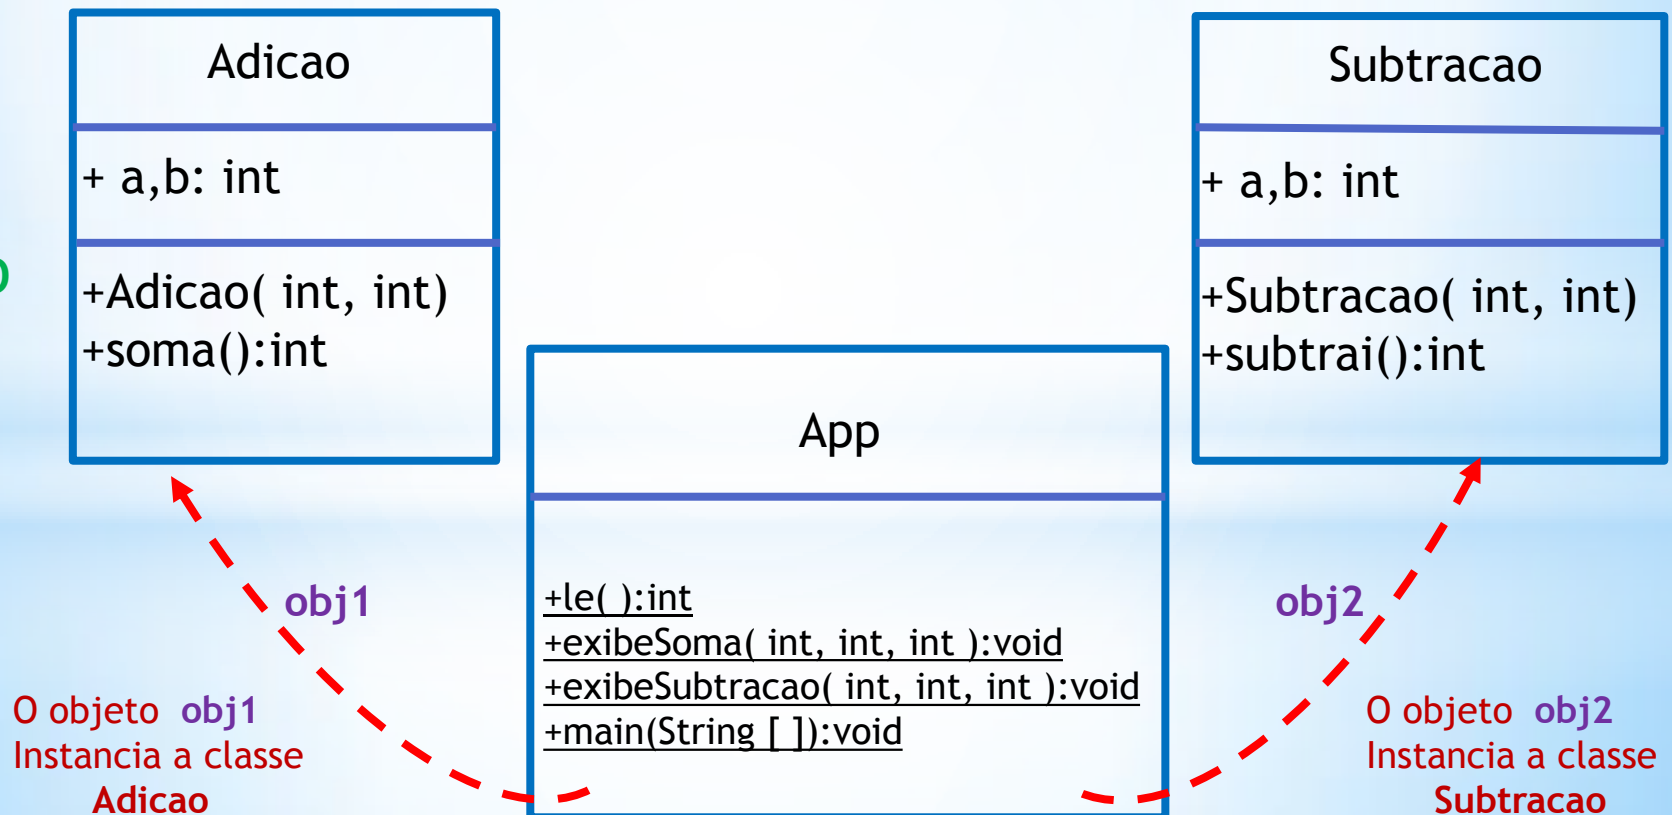 Adicao
+ a,b: int
+Adicao( int, int)
+soma():int
Subtracao
+ a,b: int
+Subtracao( int, int)
+subtrai():int
App
+le( ):int
+exibeSoma( int, int, int ):void
+exibeSubtracao( int, int, int ):void
+main(String [ ]):void
obj1
O objeto obj1
Instancia a classe
Adicao
obj2
O objeto obj2
Instancia a classe
Subtracao